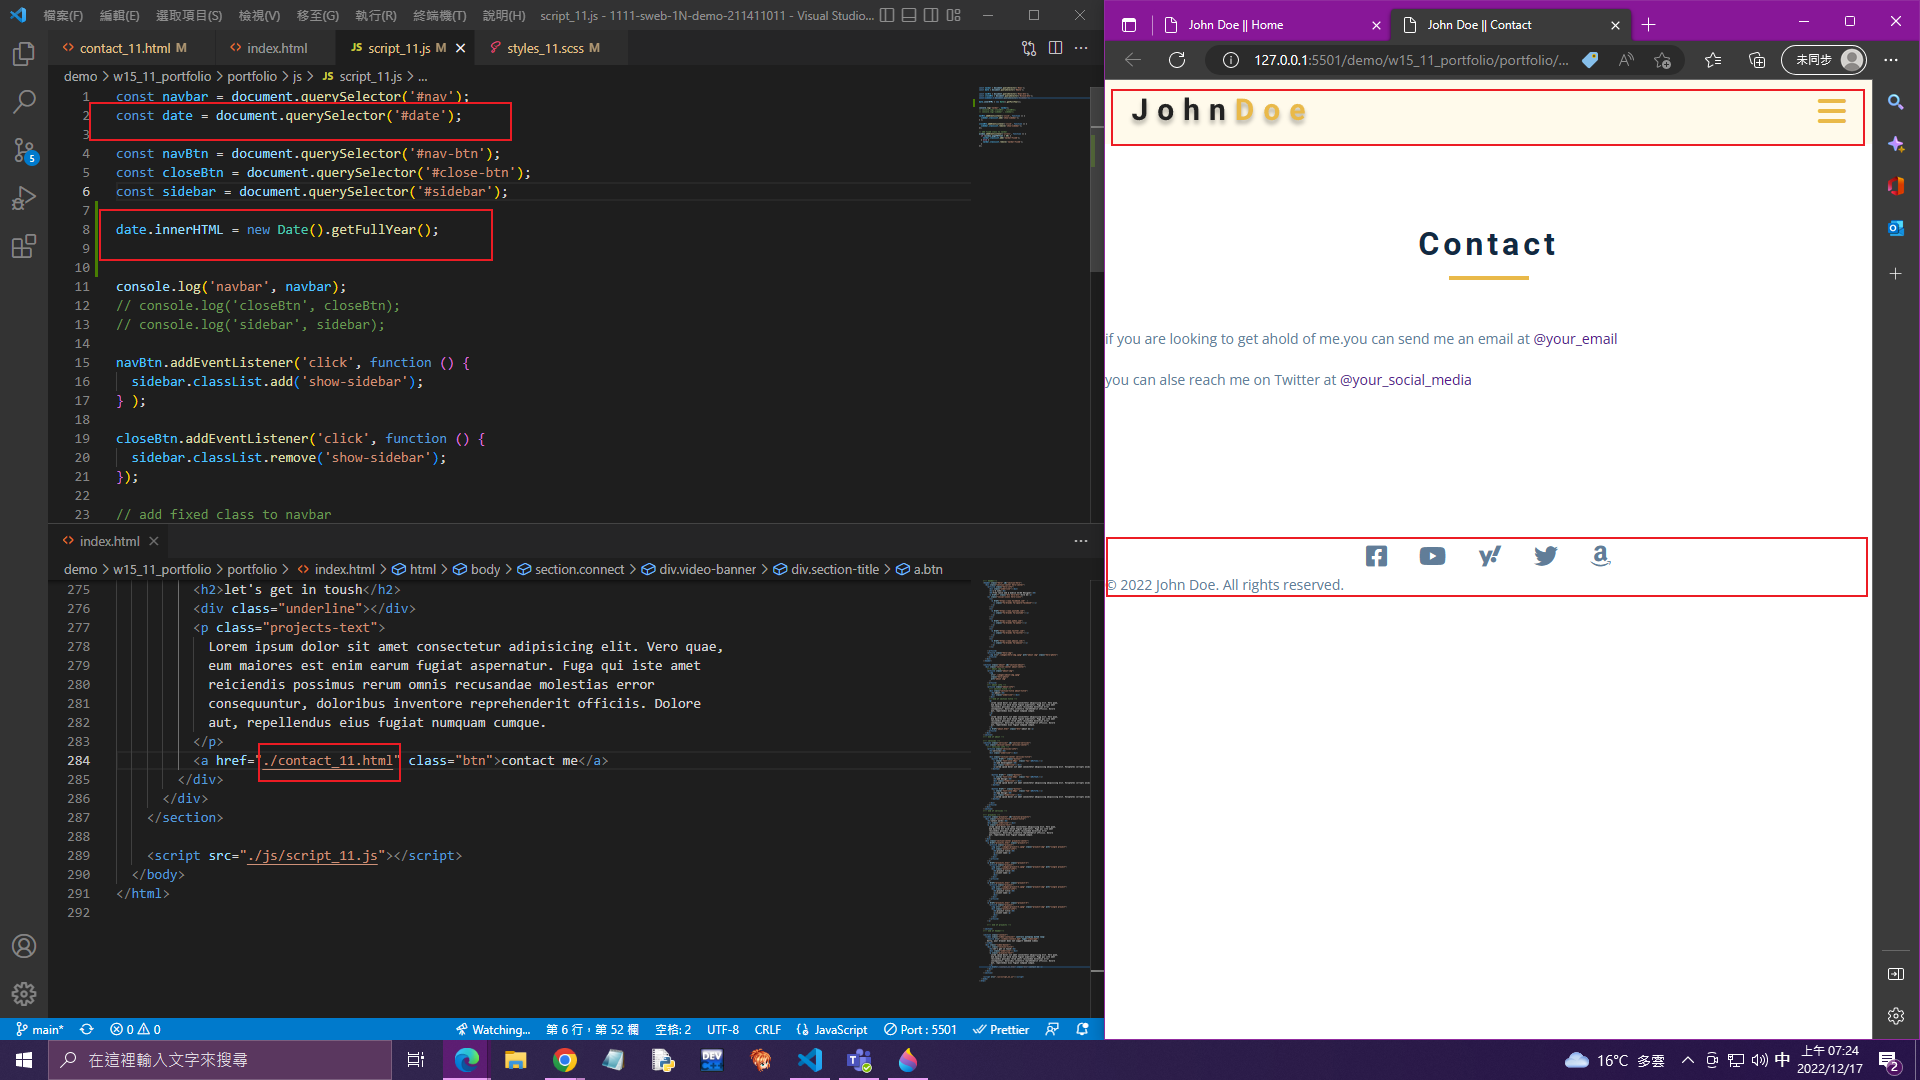 檔案(F) 編輯(E) 選取項目(S) 檢視(V) 移至(G) 執行(R) 終端機(T) 說明(H) script_11.js - 1111-sweb-1N-demo-211411011 - Visual Studio...
contact_11.html M index.html JS script_11.js M styles_11.scss M
demo > w15_11_portfolio > portfolio > js > JS script_11.js > ...
1 const navbar = document.querySelector('#nav');
2 const date = document.querySelector('#date');
3
4 const navBtn = document.querySelector('#nav-btn');
5 const closeBtn = document.querySelector('#close-btn');
6 const sidebar = document.querySelector('#sidebar');
7
8 date.innerHTML = new Date().getFullYear();
9
10
11 console.log('navbar', navbar);
12 // console.log('closeBtn', closeBtn);
13 // console.log('sidebar', sidebar);
14
15 navBtn.addEventListener('click', function () {
16 sidebar.classList.add('show-sidebar');
17 } );
18
19 closeBtn.addEventListener('click', function () {
20 sidebar.classList.remove('show-sidebar');
21 });
22
23 // add fixed class to navbar
index.html
demo > w15_11_portfolio > portfolio > index.html > html > body > section.connect > div.video-banner > div.section-title > a.btn
275 <h2>let's get in toush</h2>
276 <div class="underline"></div>
277 <p class="projects-text">
278 Lorem ipsum dolor sit amet consectetur adipisicing elit. Vero quae,
279 eum maiores est enim earum fugiat aspernatur. Fuga qui iste amet
280 reiciendis possimus rerum omnis recusandae molestias error
281 consequuntur, doloribus inventore reprehenderit officiis. Dolore
282 aut, repellendus eius fugiat numquam cumque.
283 </p>
284 <a href="./contact_11.html" class="btn">contact me</a>
285 </div>
286 </div>
287 </section>
288
289 <script src="./js/script_11.js"></script>
290 </body>
291 </html>
292
5
main* 0 0 Watching... 第 6 行，第 52 欄 空格: 2 UTF-8 CRLF JavaScript Port : 5501 Prettier
John Doe || Home John Doe || Contact
127.0.0.1:5501/demo/w15_11_portfolio/portfolio/... 未同步
JohnDoe
Contact
if you are looking to get ahold of me.you can send me an email at @your_email
you can alse reach me on Twitter at @your_social_media
© 2022 John Doe. All rights reserved.
在這裡輸入文字來搜尋
DEV
16°C 多雲 中 上午 07:24
2022/12/17
2